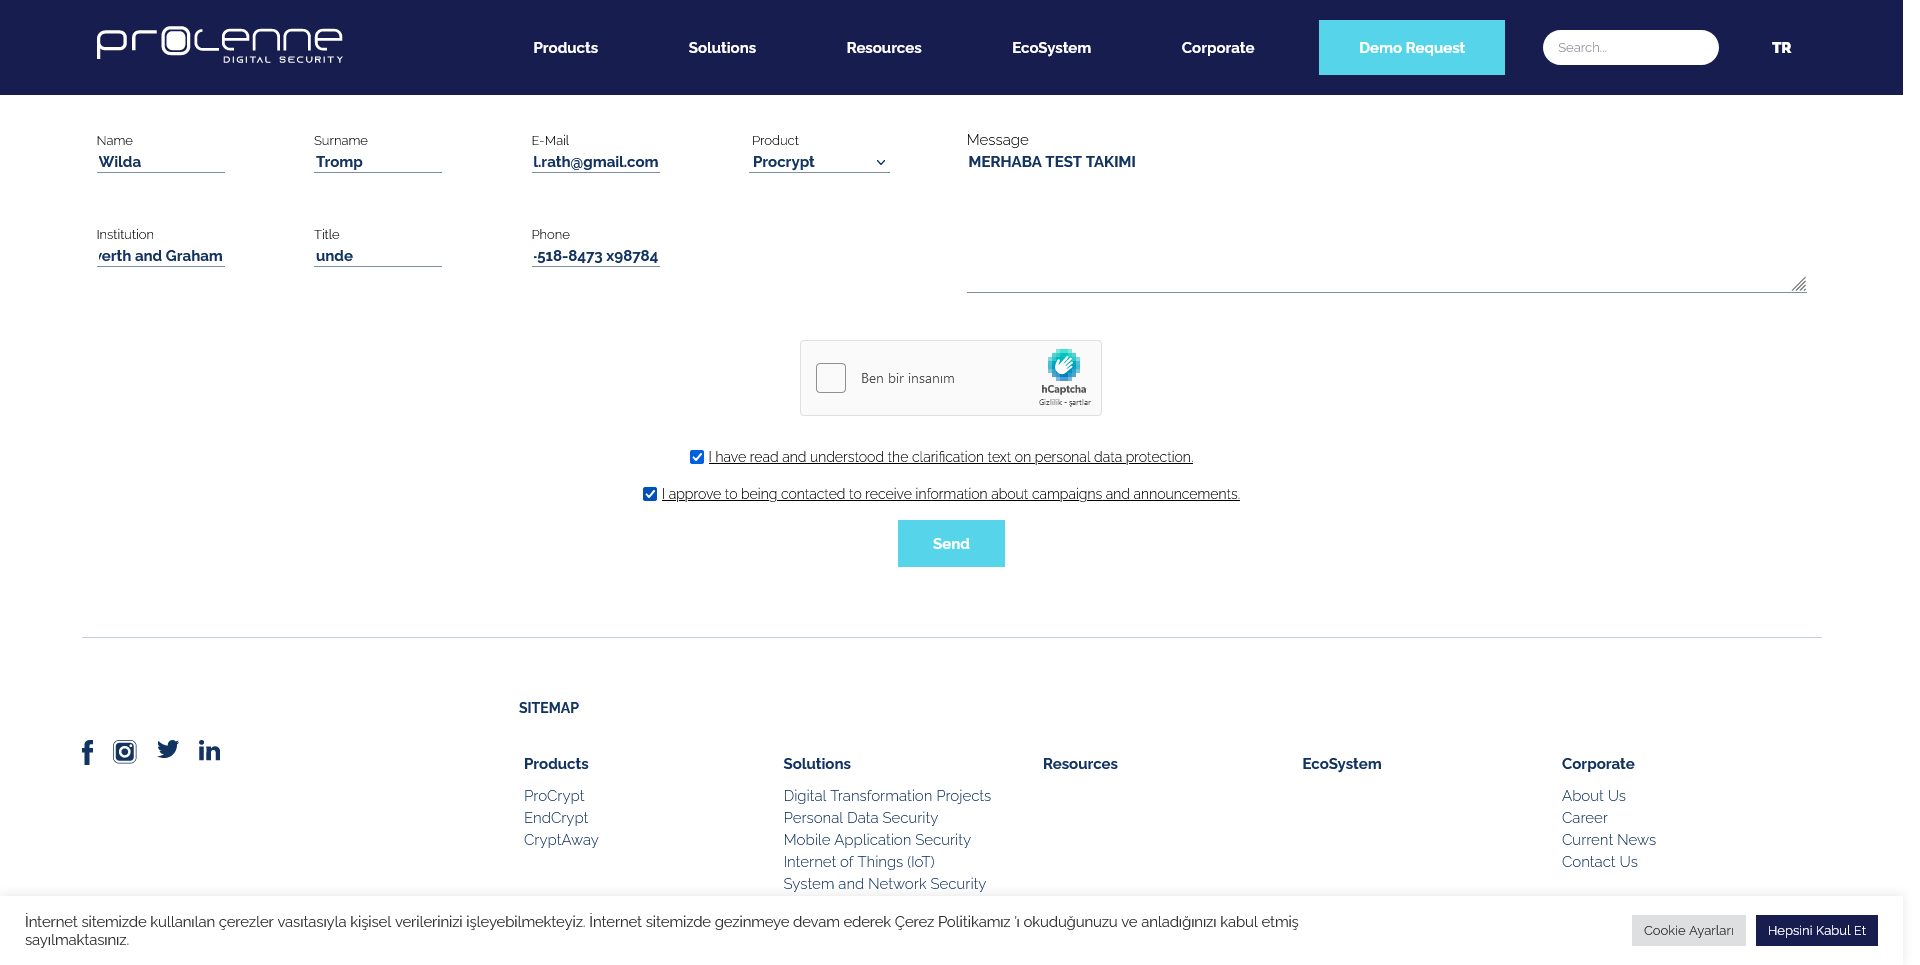 procenne
DIGITAL SECURITY
Products
Solutions
Resources
EcoSystem
Corporate
Demo Request
Search...
TR
Name
Surname
E-Mail
Product
Message
Wilda
Tromp
l.rath@gmail.com
Procrypt
MERHABA TEST TAKIMI
Institution
Title
Phone
erth and Graham
unde
-518-8473 x98784
Ben bir insanım
hCaptcha
Gizlilik - şartlar
I have read and understood the clarification text on personal data protection.
I approve to being contacted to receive information about campaigns and announcements.
Send
SITEMAP
Products
ProCrypt
EndCrypt
CryptAway
Solutions
Digital Transformation Projects
Personal Data Security
Mobile Application Security
Internet of Things (IoT)
System and Network Security
Resources
EcoSystem
Corporate
About Us
Career
Current News
Contact Us
İnternet sitemizde kullanılan çerezler vasıtasıyla kişisel verilerinizi işleyebilmekteyiz. İnternet sitemizde gezinmeye devam ederek Çerez Politikamız 'ı okuduğunuzu ve anladığınızı kabul etmiş
sayılmaktasınız.
Cookie Ayarları
Hepsini Kabul Et